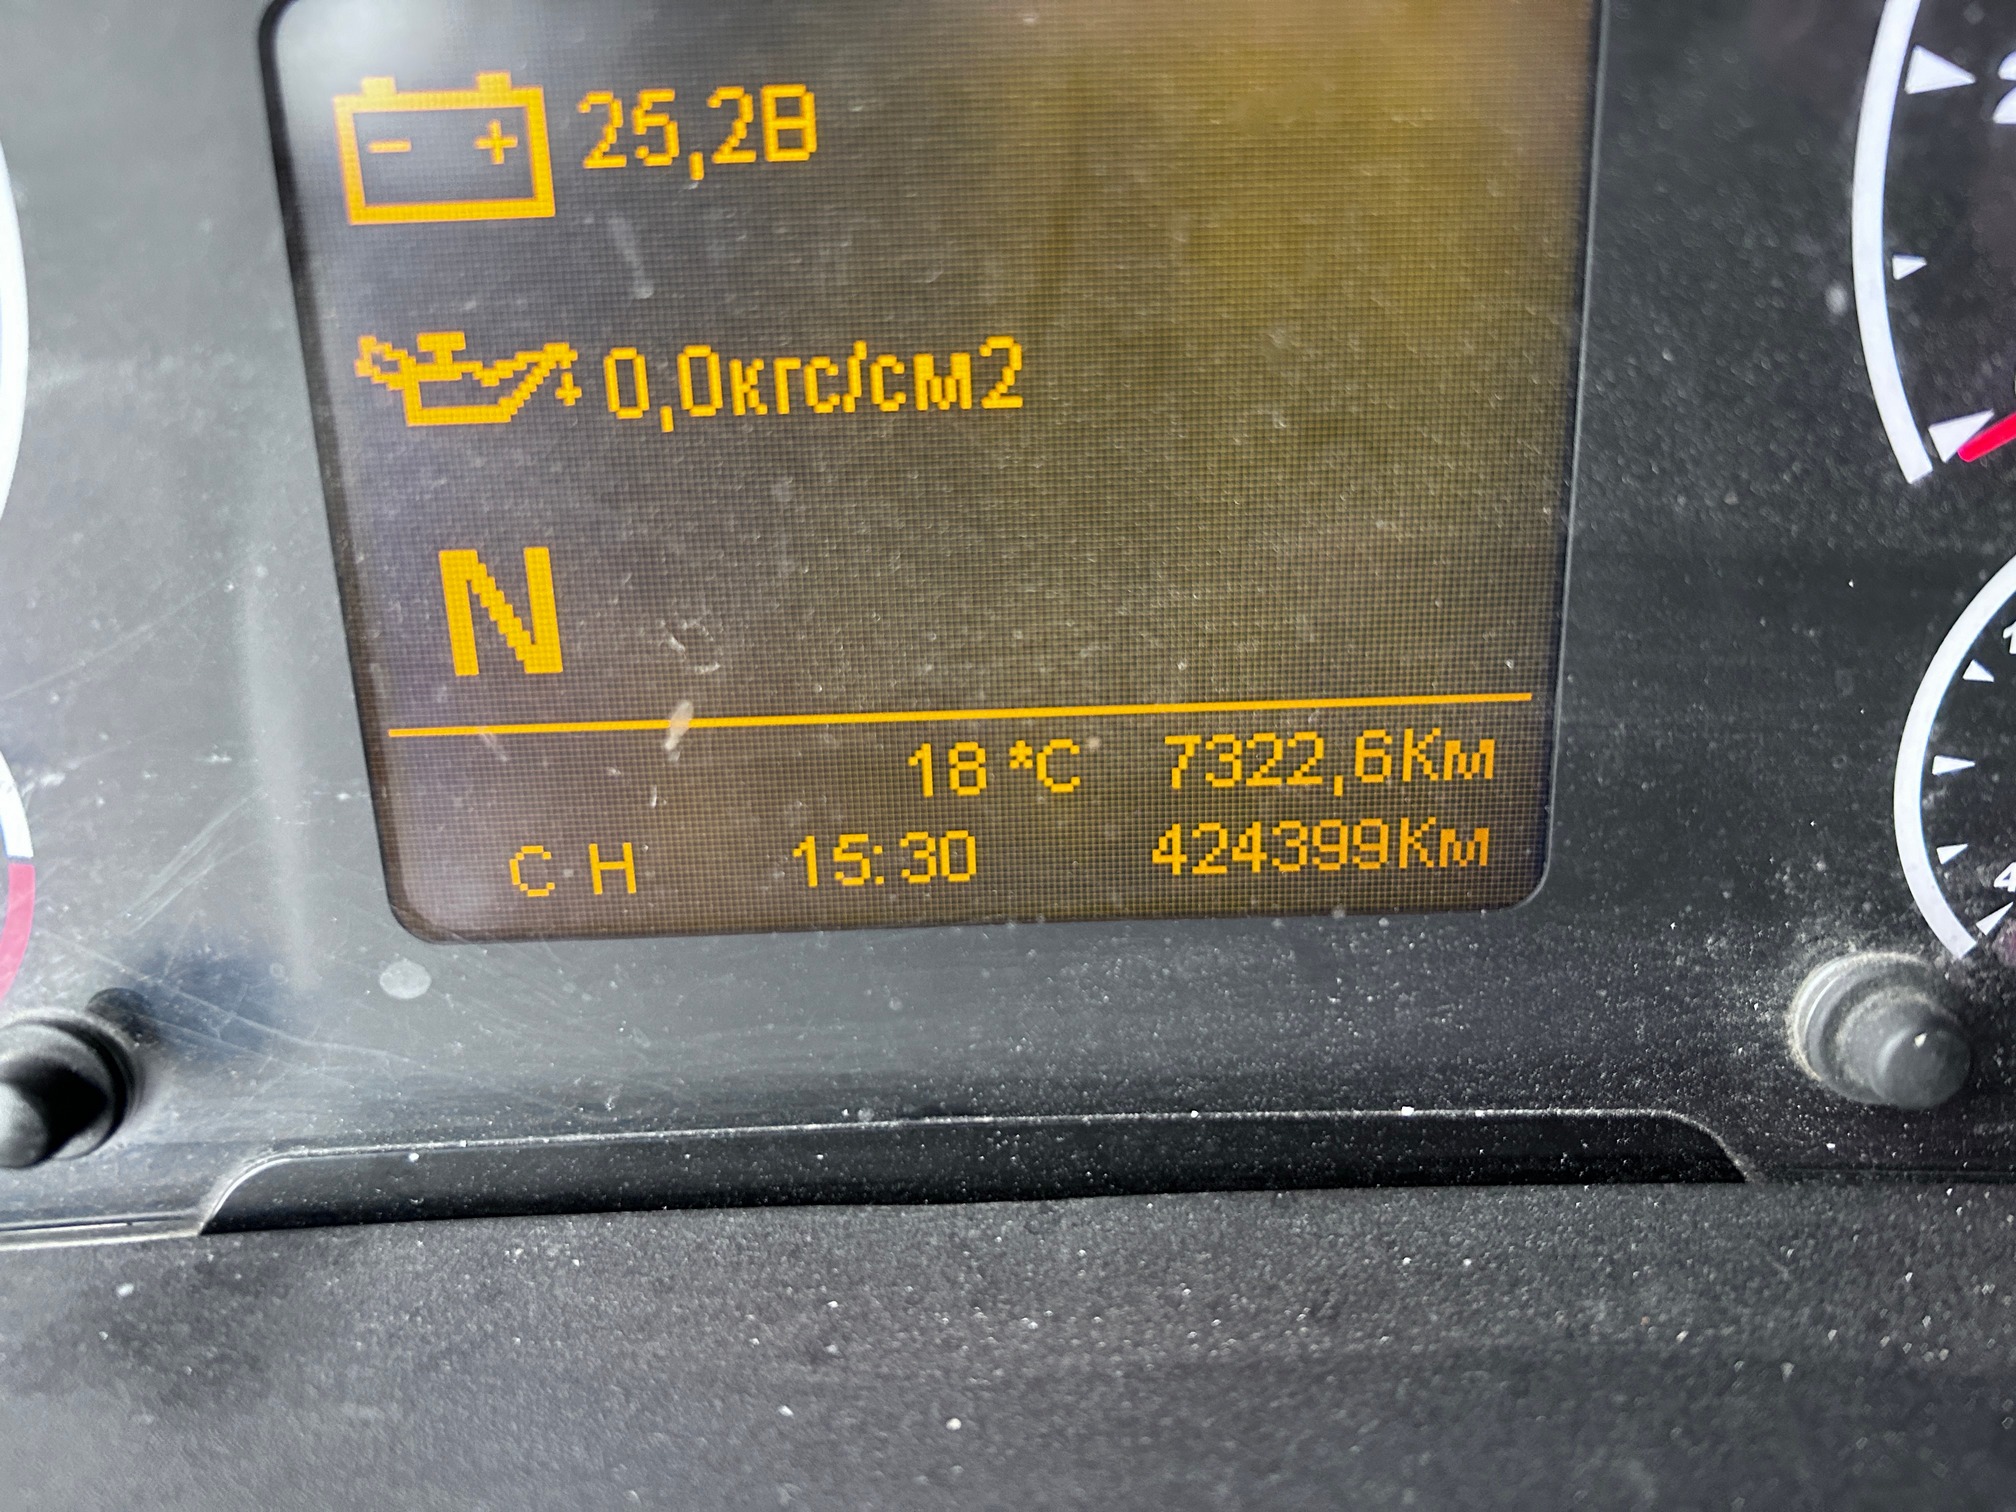 - + 25,2В
0,0кгс/см2
N
18 *C 7322,6Км
С Н 15:30 424399Км